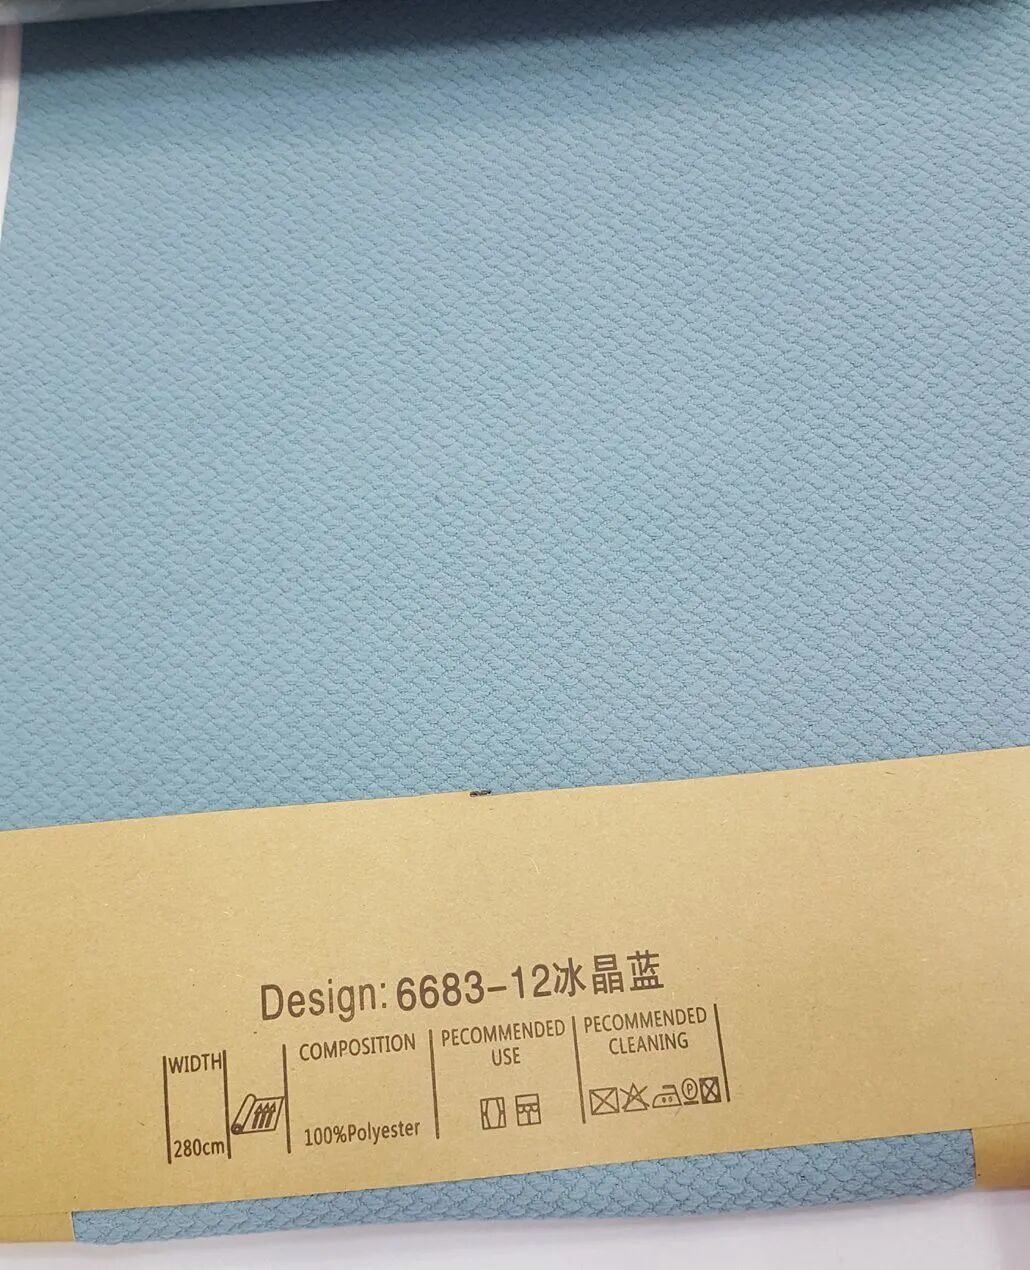 Design: 6683-12冰晶蓝
WIDTH
280cm
COMPOSITION
100%Polyester
PECOMMENDED
USE
PECOMMENDED
CLEANING
P